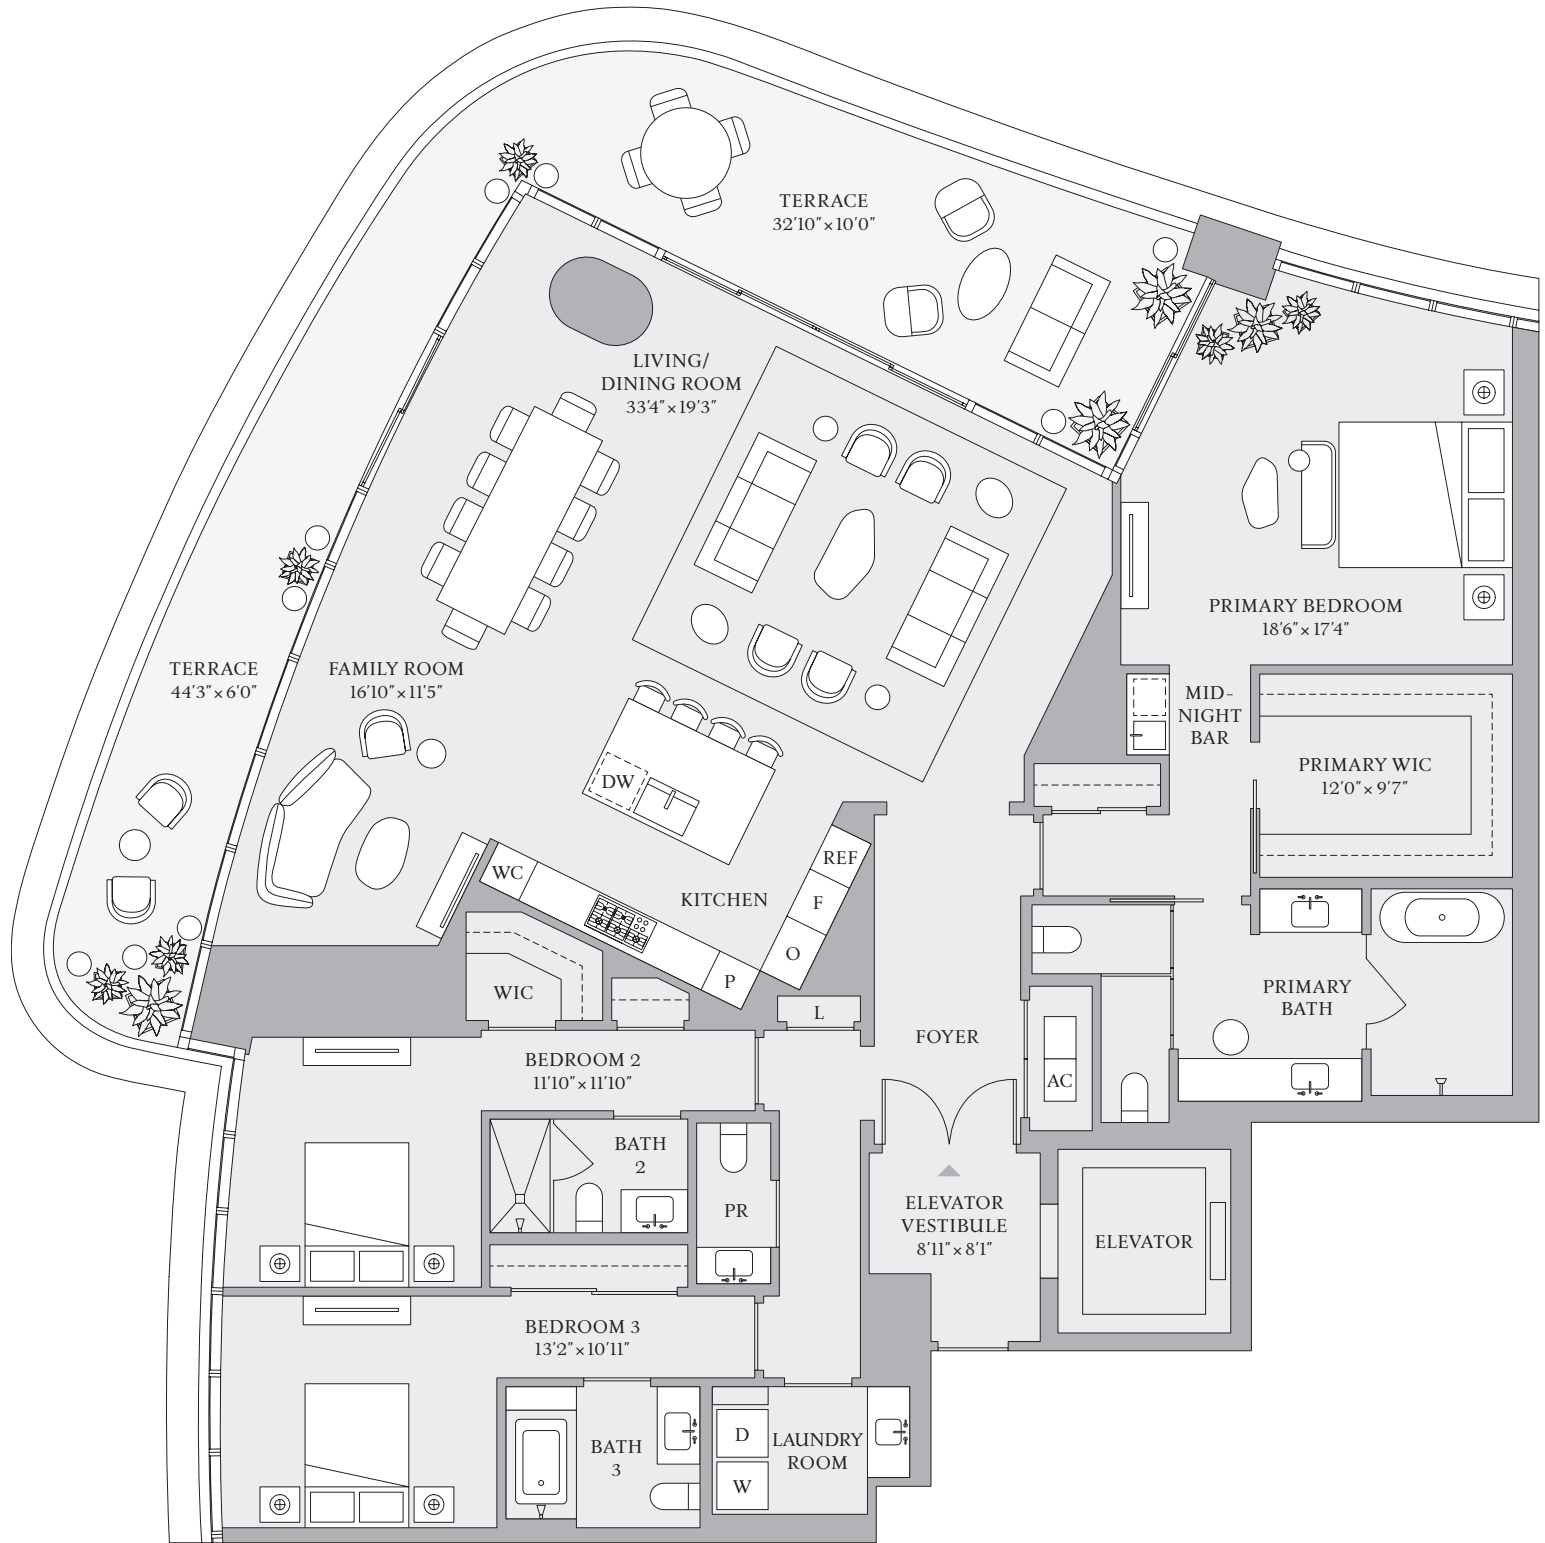 TERRACE
32'10"×10'0"
LIVING/
DINING ROOM
33'4"×19'3"
PRIMARY BEDROOM
18'6"×17'4"
TERRACE
44'3"×6'0"
FAMILY ROOM
16'10"×11'5"
MID-
NIGHT
BAR
PRIMARY WIC
12'0"×9'7"
DW
WC
KITCHEN
REF
F
O
P
WIC
L
PRIMARY
BATH
FOYER
BEDROOM 2
11'10"×11'10"
AC
BATH
2
PR
ELEVATOR
VESTIBULE
8'11"×8'1"
ELEVATOR
BEDROOM 3
13'2"×10'11"
BATH
3
D
W
LAUNDRY
ROOM